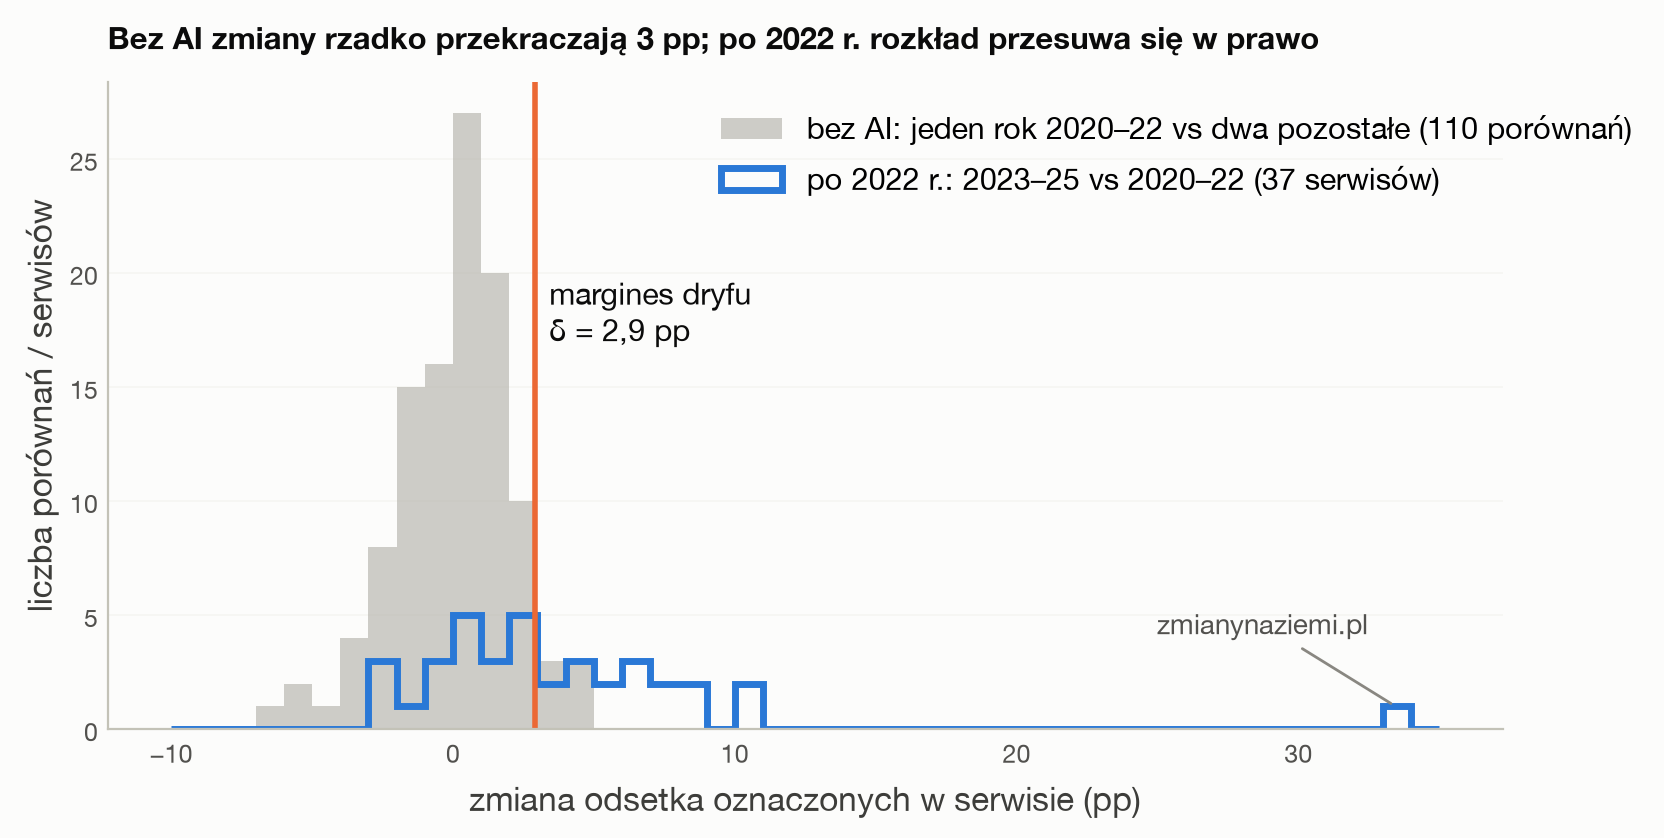 Bez AI zmiany rzadko przekraczają 3 pp; po 2022 r. rozkład przesuwa się w prawo
bez AI: jeden rok 2020–22 vs dwa pozostałe (110 porównań)
po 2022 r.: 2023–25 vs 2020–22 (37 serwisów)
margines dryfu
δ = 2,9 pp
zmianynaziemi.pl
liczba porównań / serwisów
25
20
15
10
5
0
−10
0
10
20
30
zmiana odsetka oznaczonych w serwisie (pp)